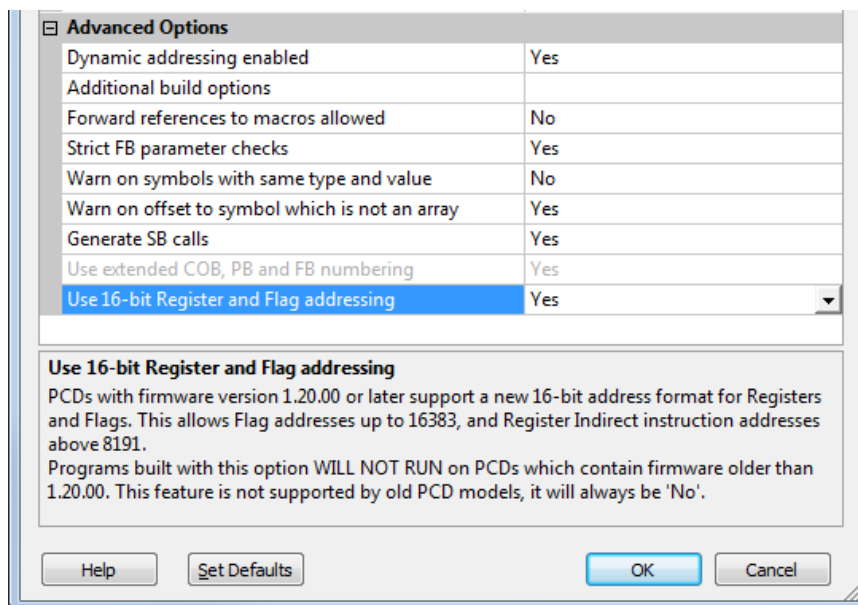 Advanced Options
Dynamic addressing enabled Yes
Additional build options
Forward references to macros allowed No
Strict FB parameter checks Yes
Warn on symbols with same type and value No
Warn on offset to symbol which is not an array Yes
Generate SB calls Yes
Use extended COB, PB and FB numbering Yes
Use 16-bit Register and Flag addressing Yes
Use 16-bit Register and Flag addressing
PCDs with firmware version 1.20.00 or later support a new 16-bit address format for Registers
and Flags. This allows Flag addresses up to 16383, and Register Indirect instruction addresses
above 8191.
Programs built with this option WILL NOT RUN on PCDs which contain firmware older than
1.20.00. This feature is not supported by old PCD models, it will always be 'No'.
Help Set Defaults OK Cancel